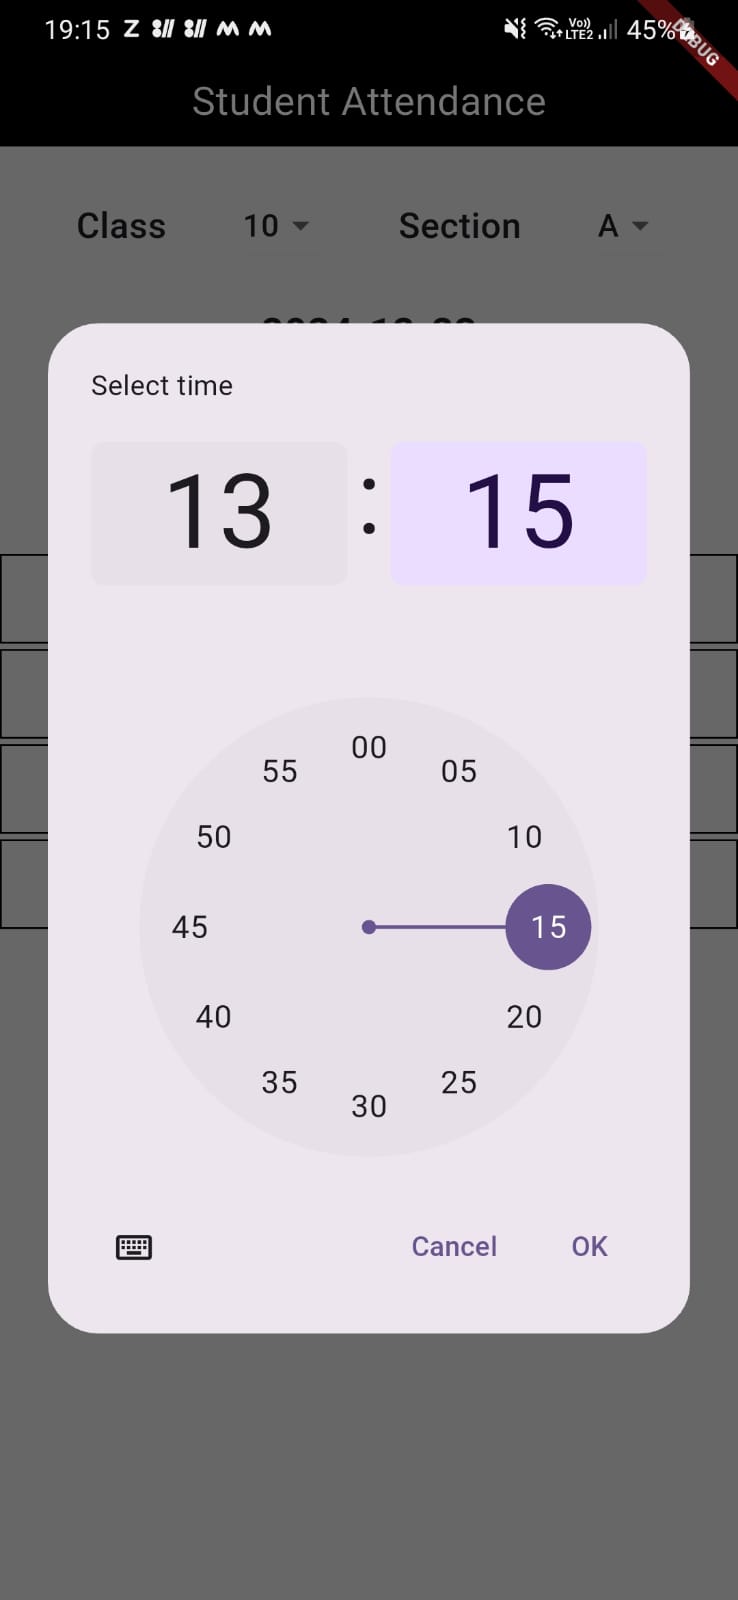 19:15 Z M M Vo)) LTE2 45%
DEBUG
Student Attendance
Class 10 Section A
Select time
13 : 15
00
55 05
50 10
45 15
40 20
35 25
30
Cancel OK